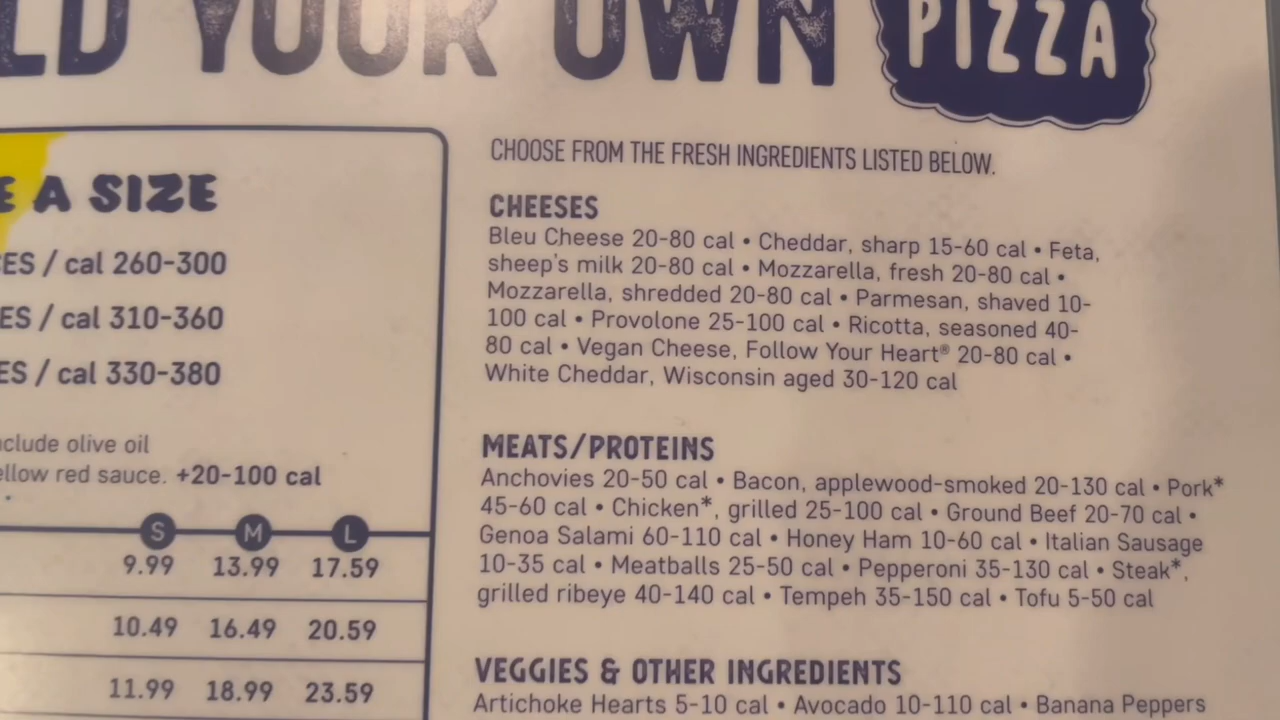 YOUR OWN
PIZZA
A SIZE
/ cal 260-300
/ cal 310-360
/ cal 330-380
olive oil
red sauce. +20-100 cal
S M L
9.99 13.99 17.59
10.49 16.49 20.59
11.99 18.99 23.59
CHOOSE FROM THE FRESH INGREDIENTS LISTED BELOW.
CHEESES
Bleu Cheese 20-80 cal • Cheddar, sharp 15-60 cal • Feta,
sheep's milk 20-80 cal • Mozzarella, fresh 20-80 cal •
Mozzarella, shredded 20-80 cal • Parmesan, shaved 10-
100 cal • Provolone 25-100 cal • Ricotta, seasoned 40-
80 cal • Vegan Cheese, Follow Your Heart® 20-80 cal •
White Cheddar, Wisconsin aged 30-120 cal
MEATS/PROTEINS
Anchovies 20-50 cal • Bacon, applewood-smoked 20-130 cal • Pork*
45-60 cal • Chicken*, grilled 25-100 cal • Ground Beef 20-70 cal •
Genoa Salami 60-110 cal • Honey Ham 10-60 cal • Italian Sausage
10-35 cal • Meatballs 25-50 cal • Pepperoni 35-130 cal • Steak*,
grilled ribeye 40-140 cal • Tempeh 35-150 cal • Tofu 5-50 cal
VEGGIES & OTHER INGREDIENTS
Artichoke Hearts 5-10 cal • Avocado 10-110 cal • Banana Peppers